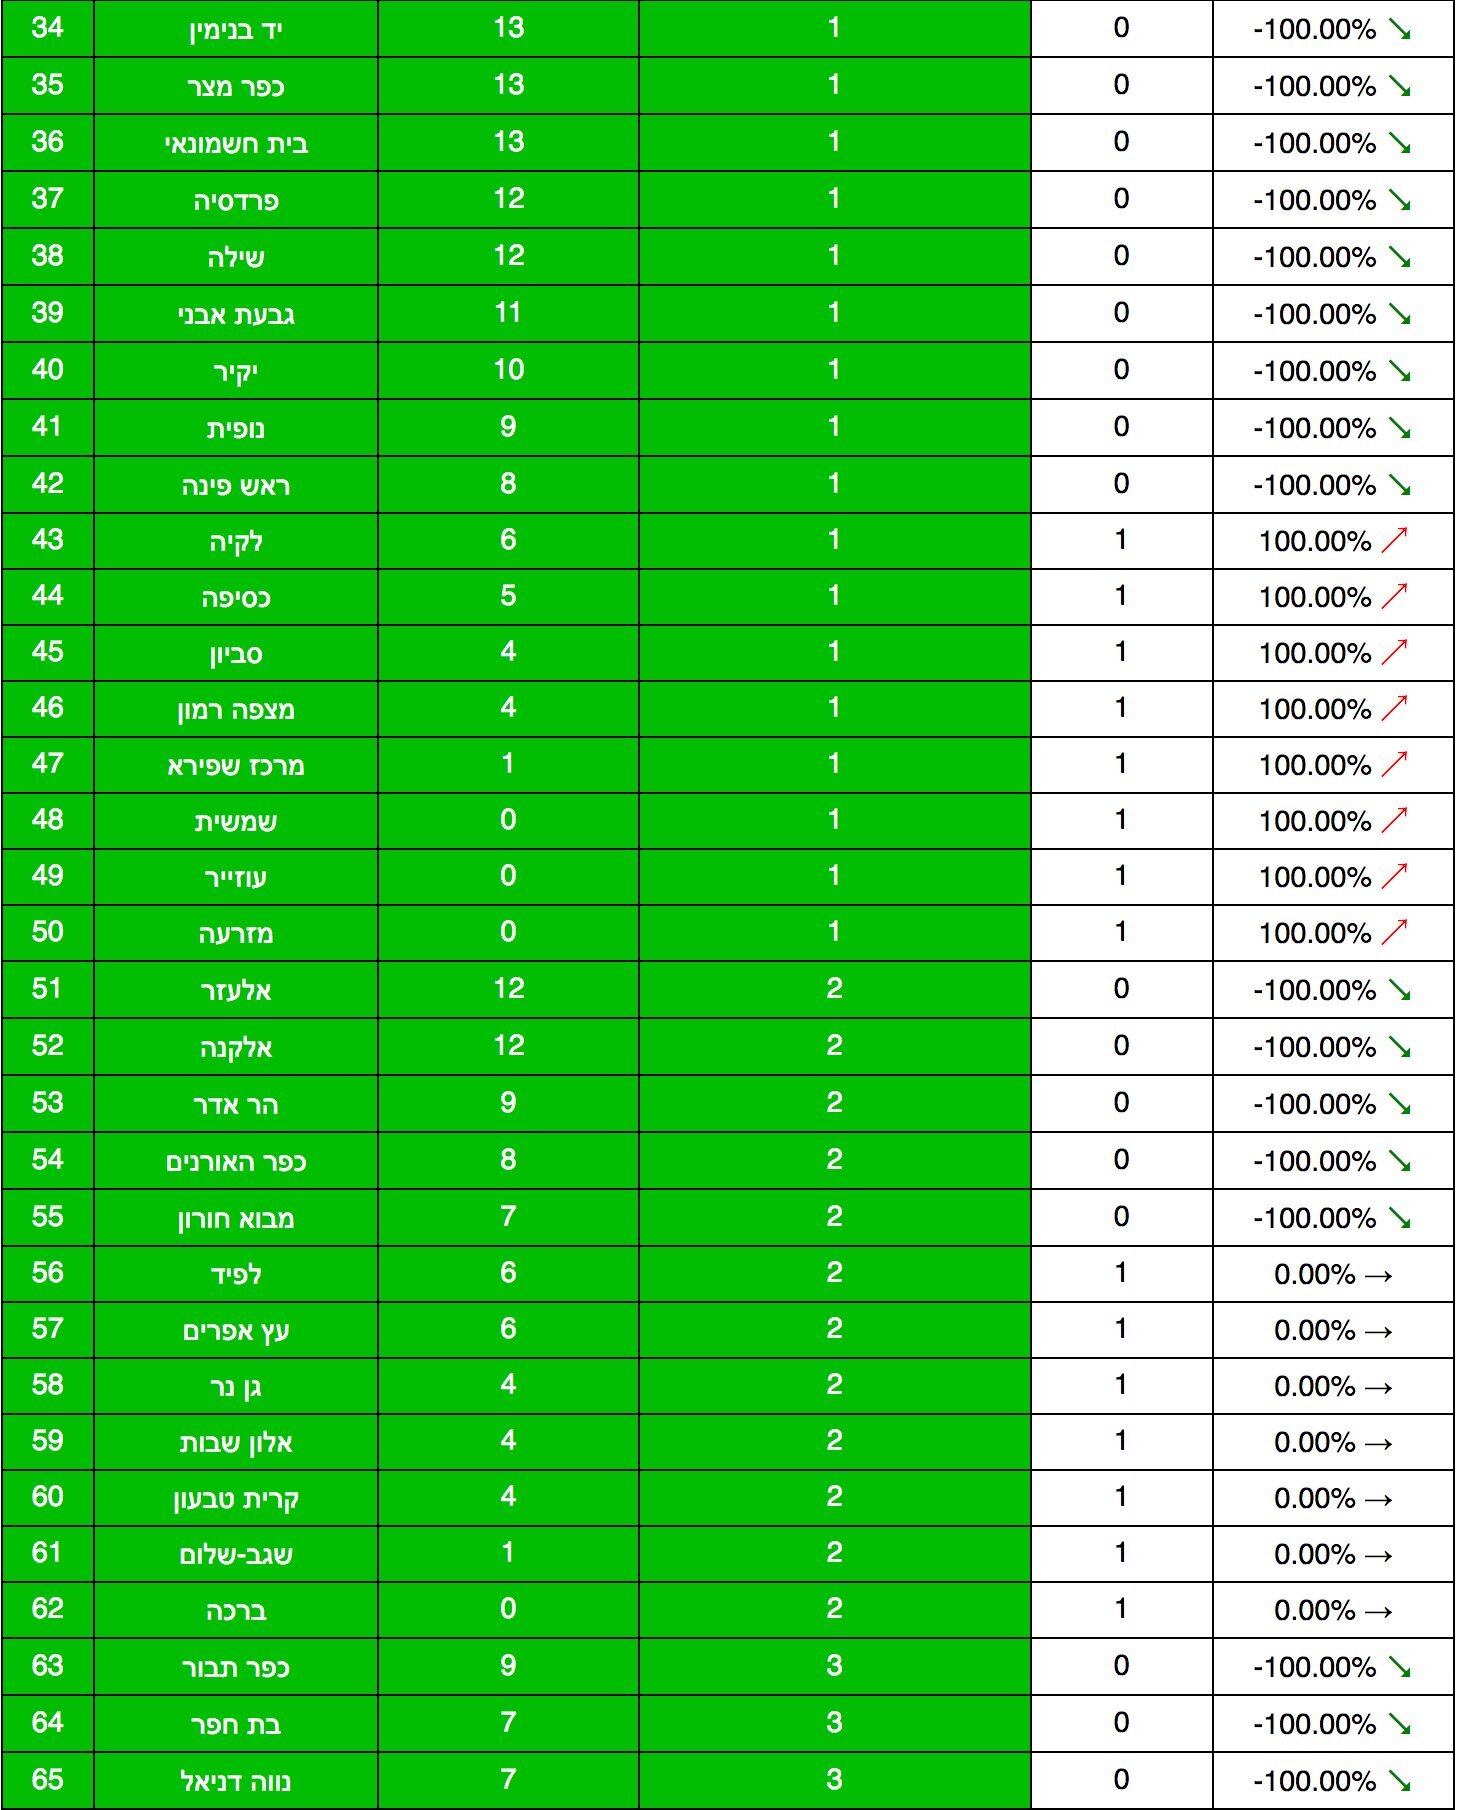 34 יד בנימין 13 1 0 -100.00% ↘
35 כפר מצר 13 1 0 -100.00% ↘
36 בית חשמונאי 13 1 0 -100.00% ↘
37 פרדסיה 12 1 0 -100.00% ↘
38 שילה 12 1 0 -100.00% ↘
39 גבעת אבני 11 1 0 -100.00% ↘
40 יקיר 10 1 0 -100.00% ↘
41 נופית 9 1 0 -100.00% ↘
42 ראש פינה 8 1 0 -100.00% ↘
43 לקיה 6 1 1 100.00% ↗
44 כסיפה 5 1 1 100.00% ↗
45 סביון 4 1 1 100.00% ↗
46 מצפה רמון 4 1 1 100.00% ↗
47 מרכז שפירא 1 1 1 100.00% ↗
48 שמשית 0 1 1 100.00% ↗
49 עוזייר 0 1 1 100.00% ↗
50 מזרעה 0 1 1 100.00% ↗
51 אלעזר 12 2 0 -100.00% ↘
52 אלקנה 12 2 0 -100.00% ↘
53 הר אדר 9 2 0 -100.00% ↘
54 כפר האורנים 8 2 0 -100.00% ↘
55 מבוא חורון 7 2 0 -100.00% ↘
56 לפיד 6 2 1 0.00% →
57 עץ אפרים 6 2 1 0.00% →
58 גן נר 4 2 1 0.00% →
59 אלון שבות 4 2 1 0.00% →
60 קרית טבעון 4 2 1 0.00% →
61 שגב-שלום 1 2 1 0.00% →
62 ברכה 0 2 1 0.00% →
63 כפר תבור 9 3 0 -100.00% ↘
64 בת חפר 7 3 0 -100.00% ↘
65 נווה דניאל 7 3 0 -100.00% ↘